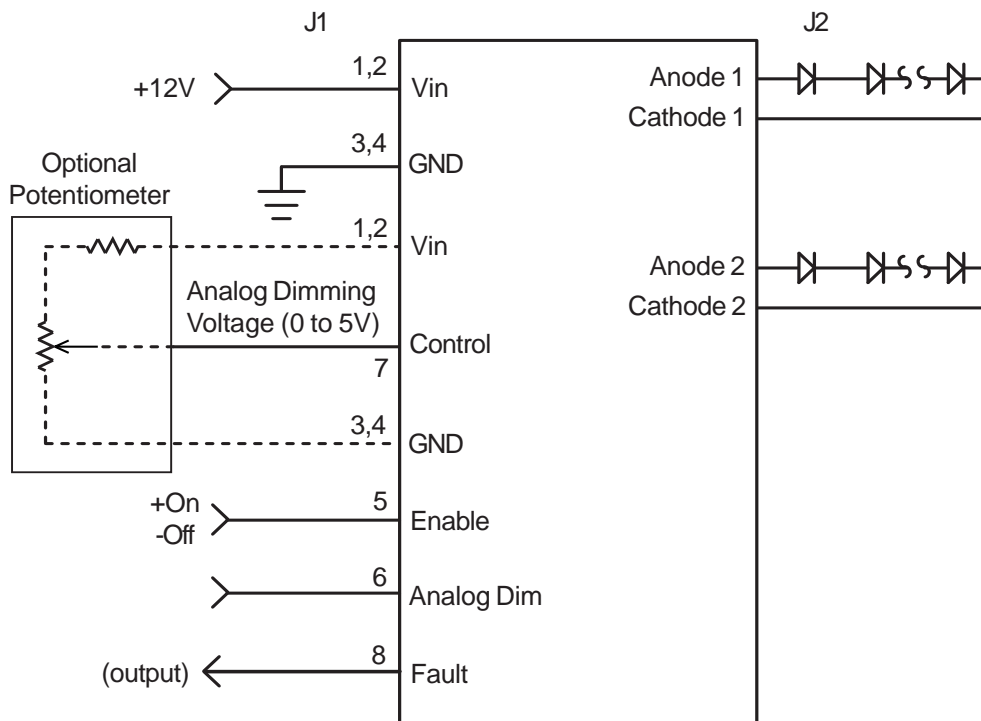 J1
J2
1,2
+12V
Vin
Anode 1
Cathode 1
3,4
GND
Optional
Potentiometer
1,2
Vin
Anode 2
Cathode 2
Analog Dimming
Voltage (0 to 5V)
Control
7
3,4
GND
+On
-Off
5
Enable
6
Analog Dim
8
(output)
Fault